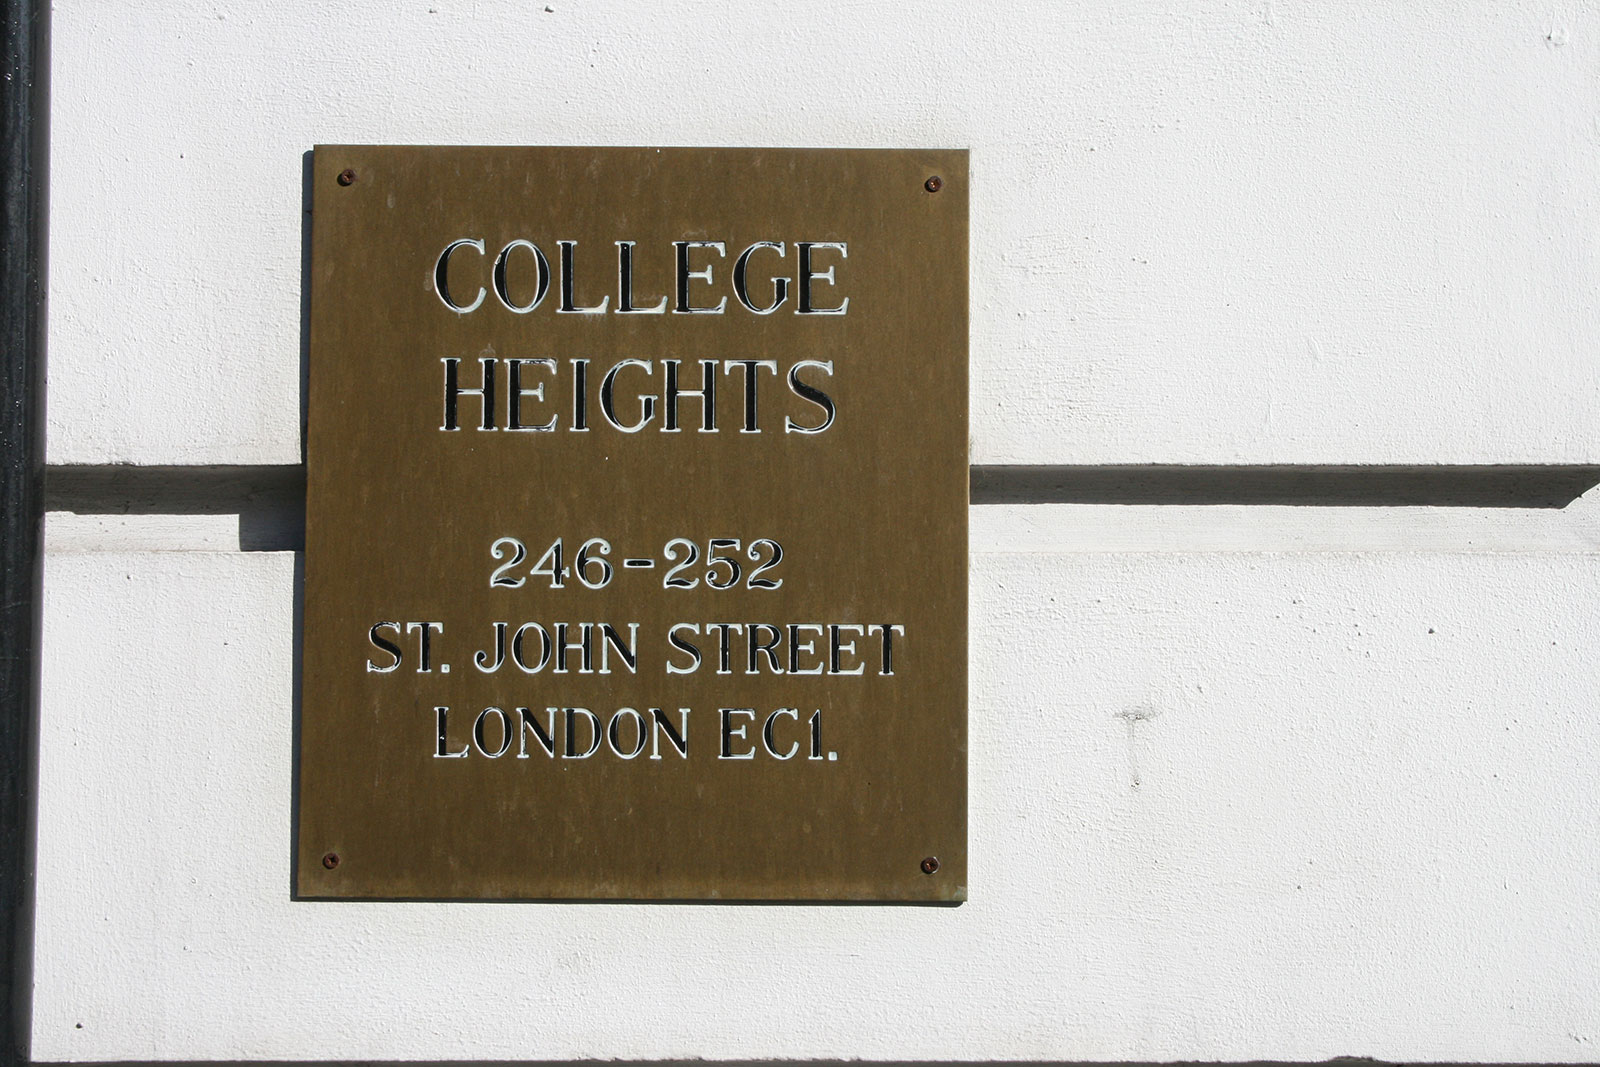 COLLEGE
HEIGHTS
246-252
ST. JOHN STREET
LONDON EC1.